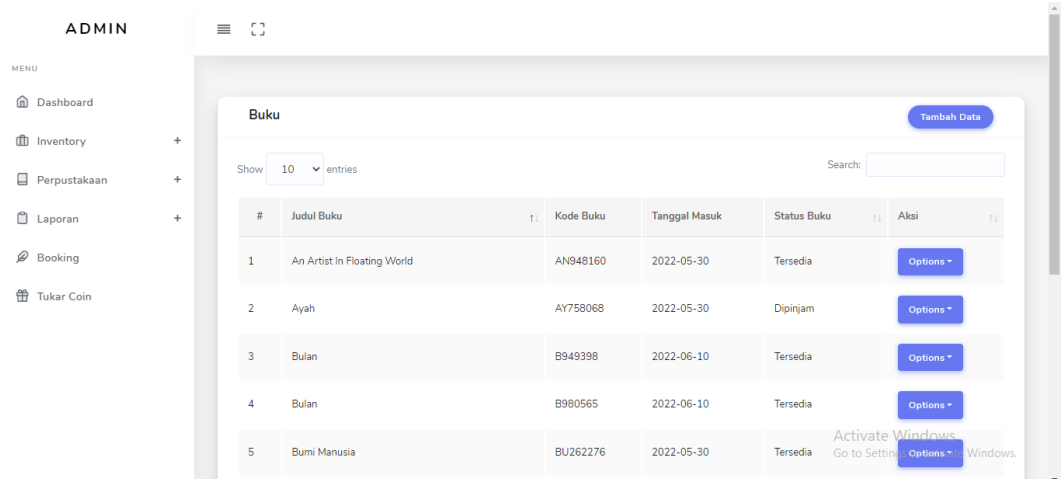 ADMIN
MENU
Dashboard
Inventory +
Perpustakaan +
Laporan +
Booking
Tukar Coin
Buku
Tambah Data
Show 10 entries
Search:
# Judul Buku Kode Buku Tanggal Masuk Status Buku Aksi
1 An Artist In Floating World AN948160 2022-05-30 Tersedia Options
2 Ayah AY758068 2022-05-30 Dipinjam Options
3 Bulan B949398 2022-06-10 Tersedia Options
4 Bulan B980565 2022-06-10 Tersedia Options
5 Bumi Manusia BU262276 2022-05-30 Tersedia Options
Activate Windows
Go to Settings to activate Windows.